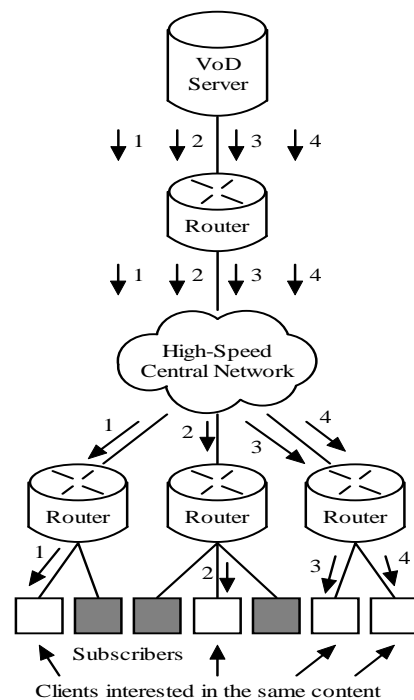 VoD
Server
1 2 3 4
Router
1 2 3 4
High-Speed
Central Network
1 2 3 4
Router Router Router
1 2 3 4
Subscribers
Clients interested in the same content